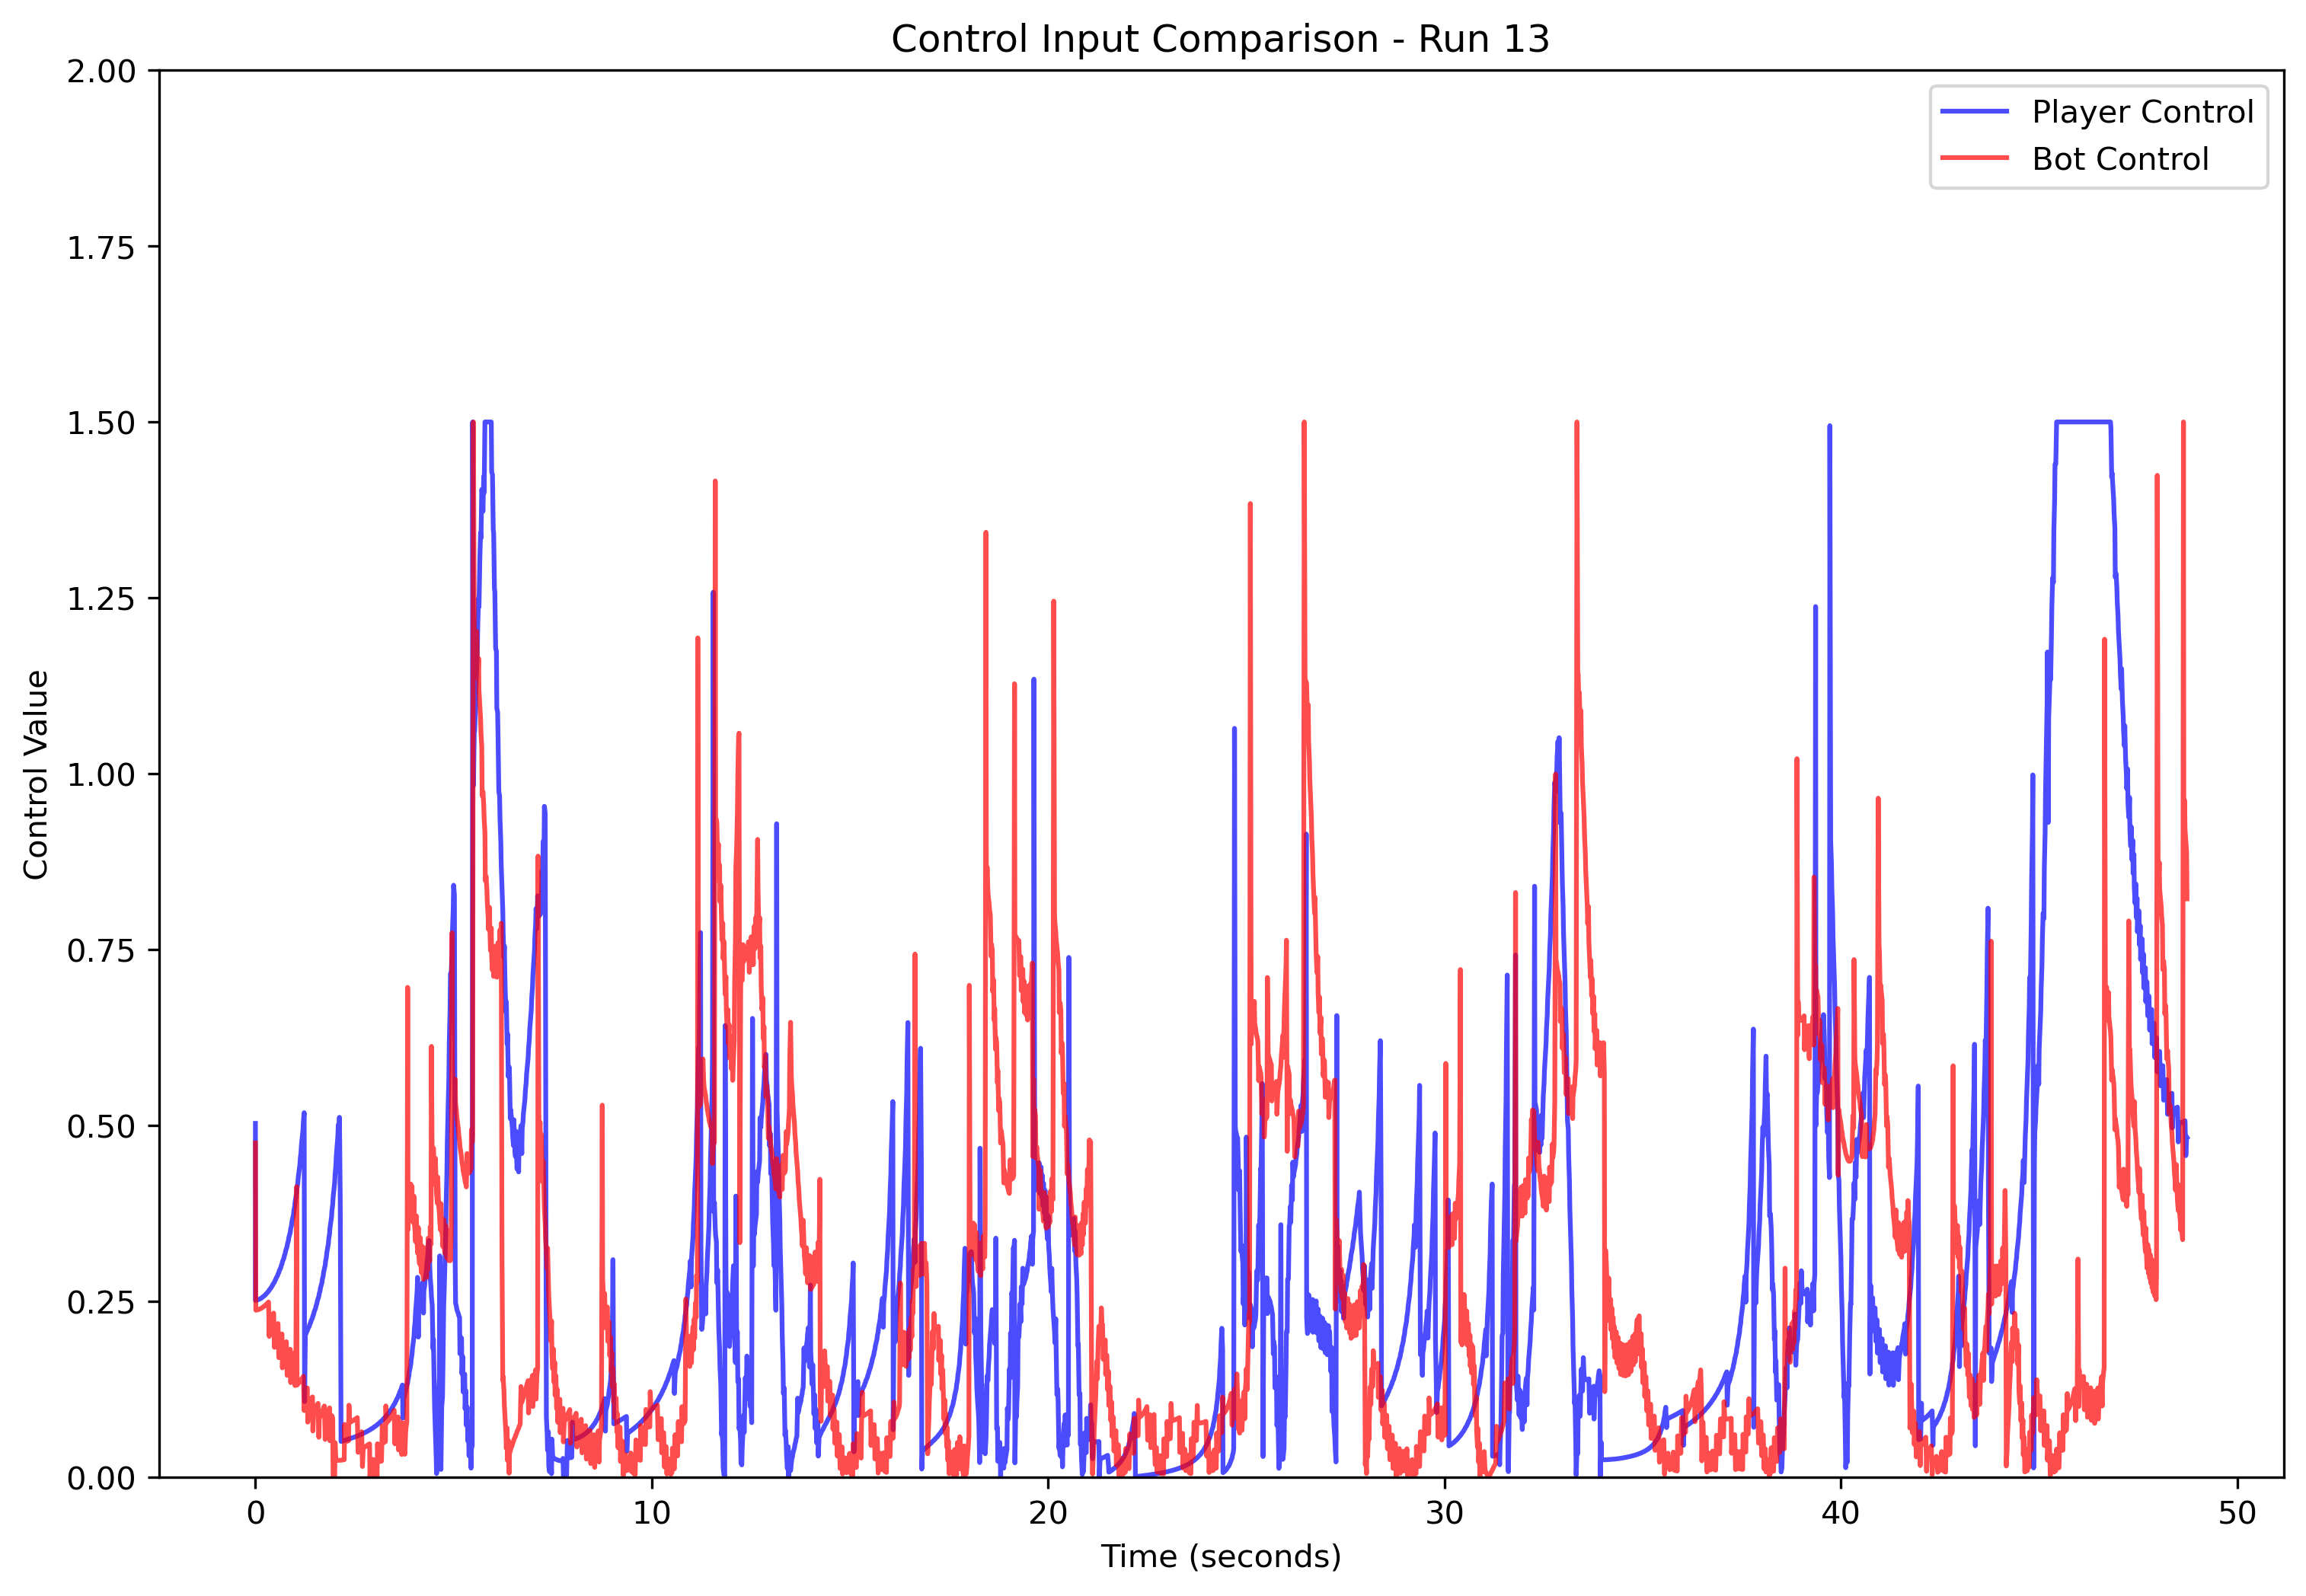 Control Input Comparison - Run 13
2.00
1.75
1.50
1.25
1.00
0.75
0.50
0.25
0.00
Control Value
Player Control
Bot Control
0 10 20 30 40 50
Time (seconds)